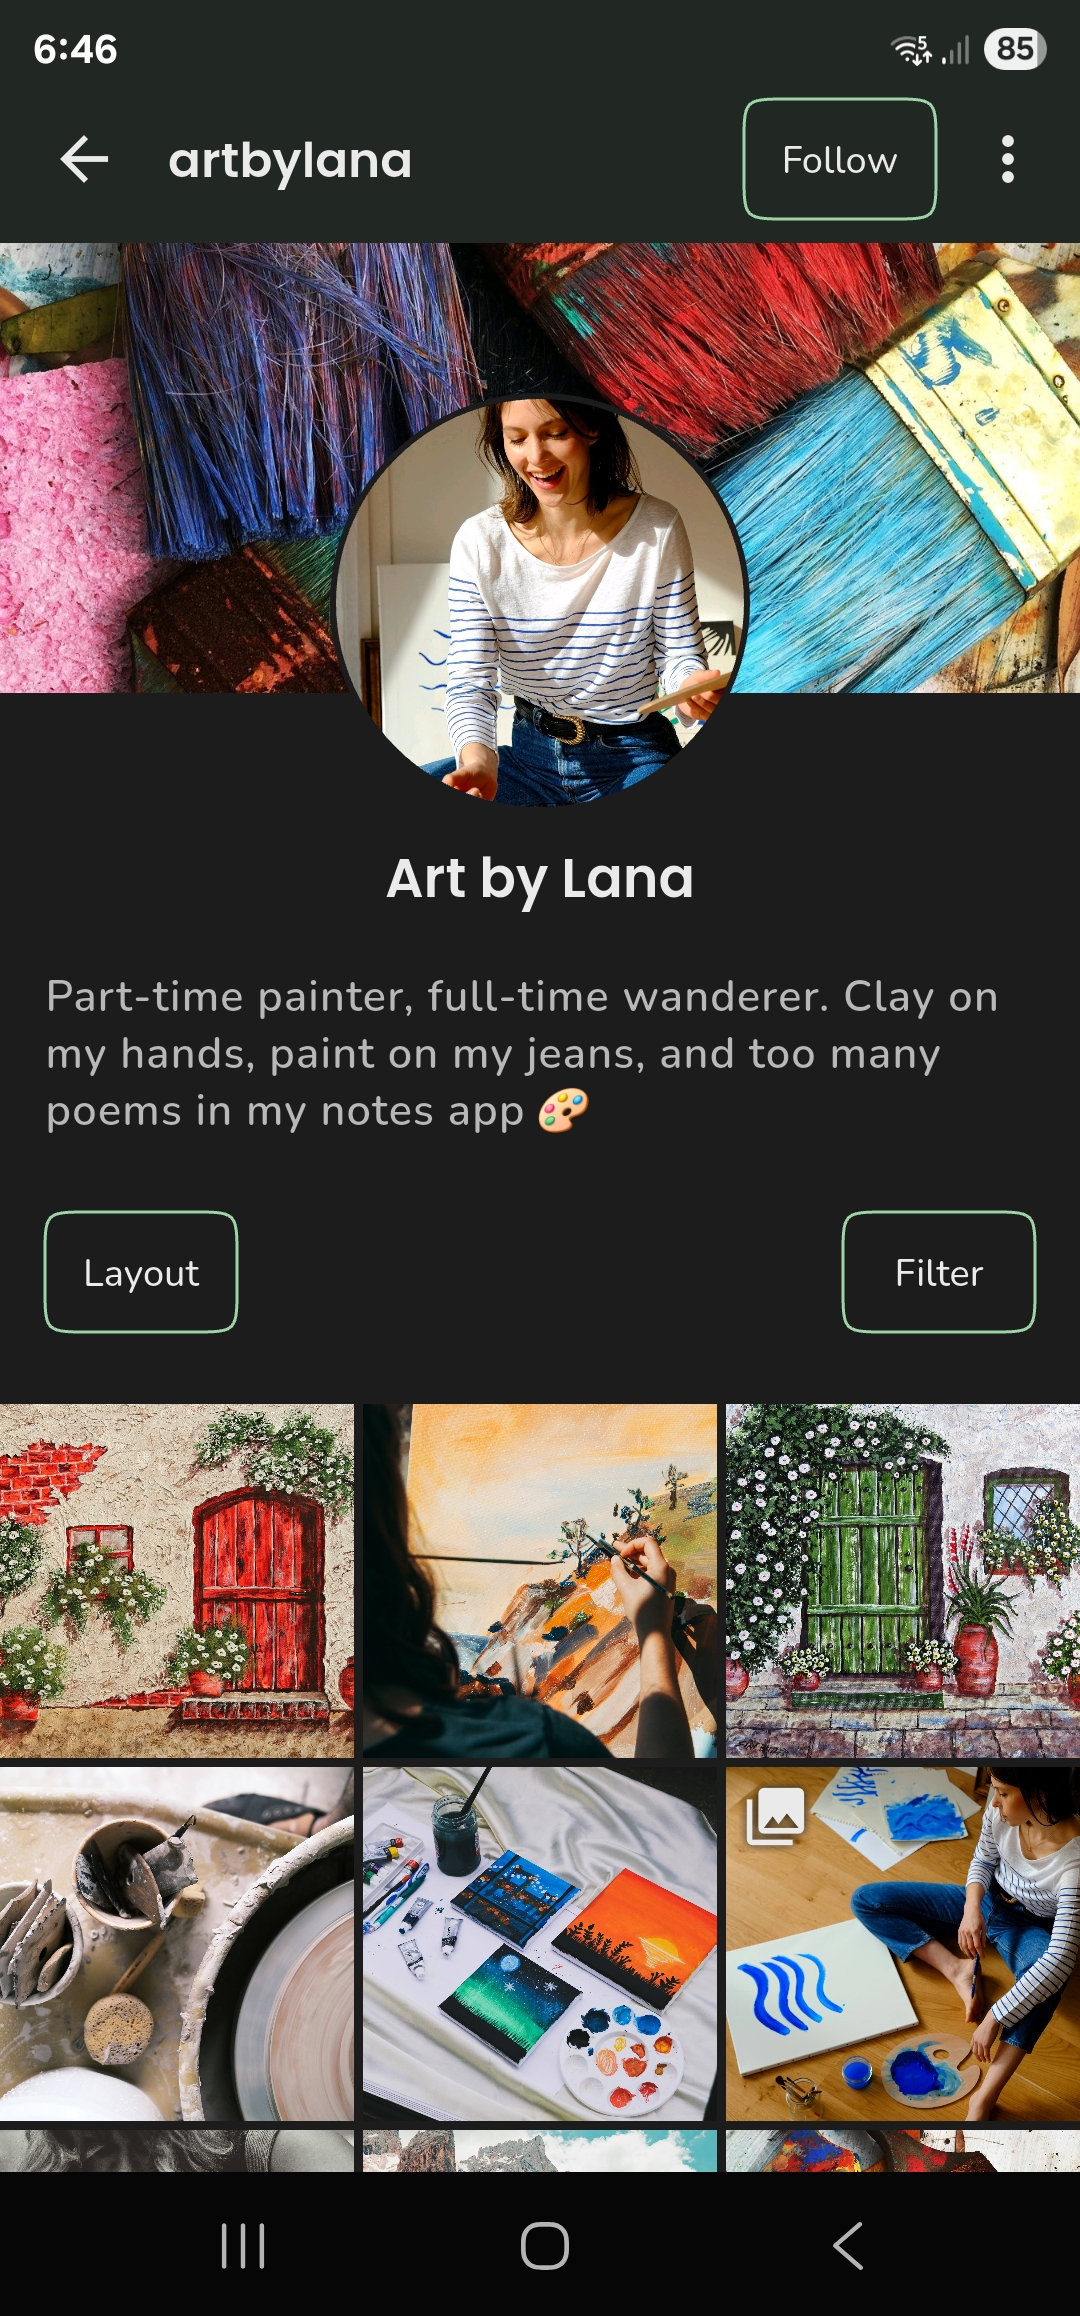 6:46
5
85
artbylana
Follow
Art by Lana
Part-time painter, full-time wanderer. Clay on
my hands, paint on my jeans, and too many
poems in my notes app 🎨
Layout
Filter